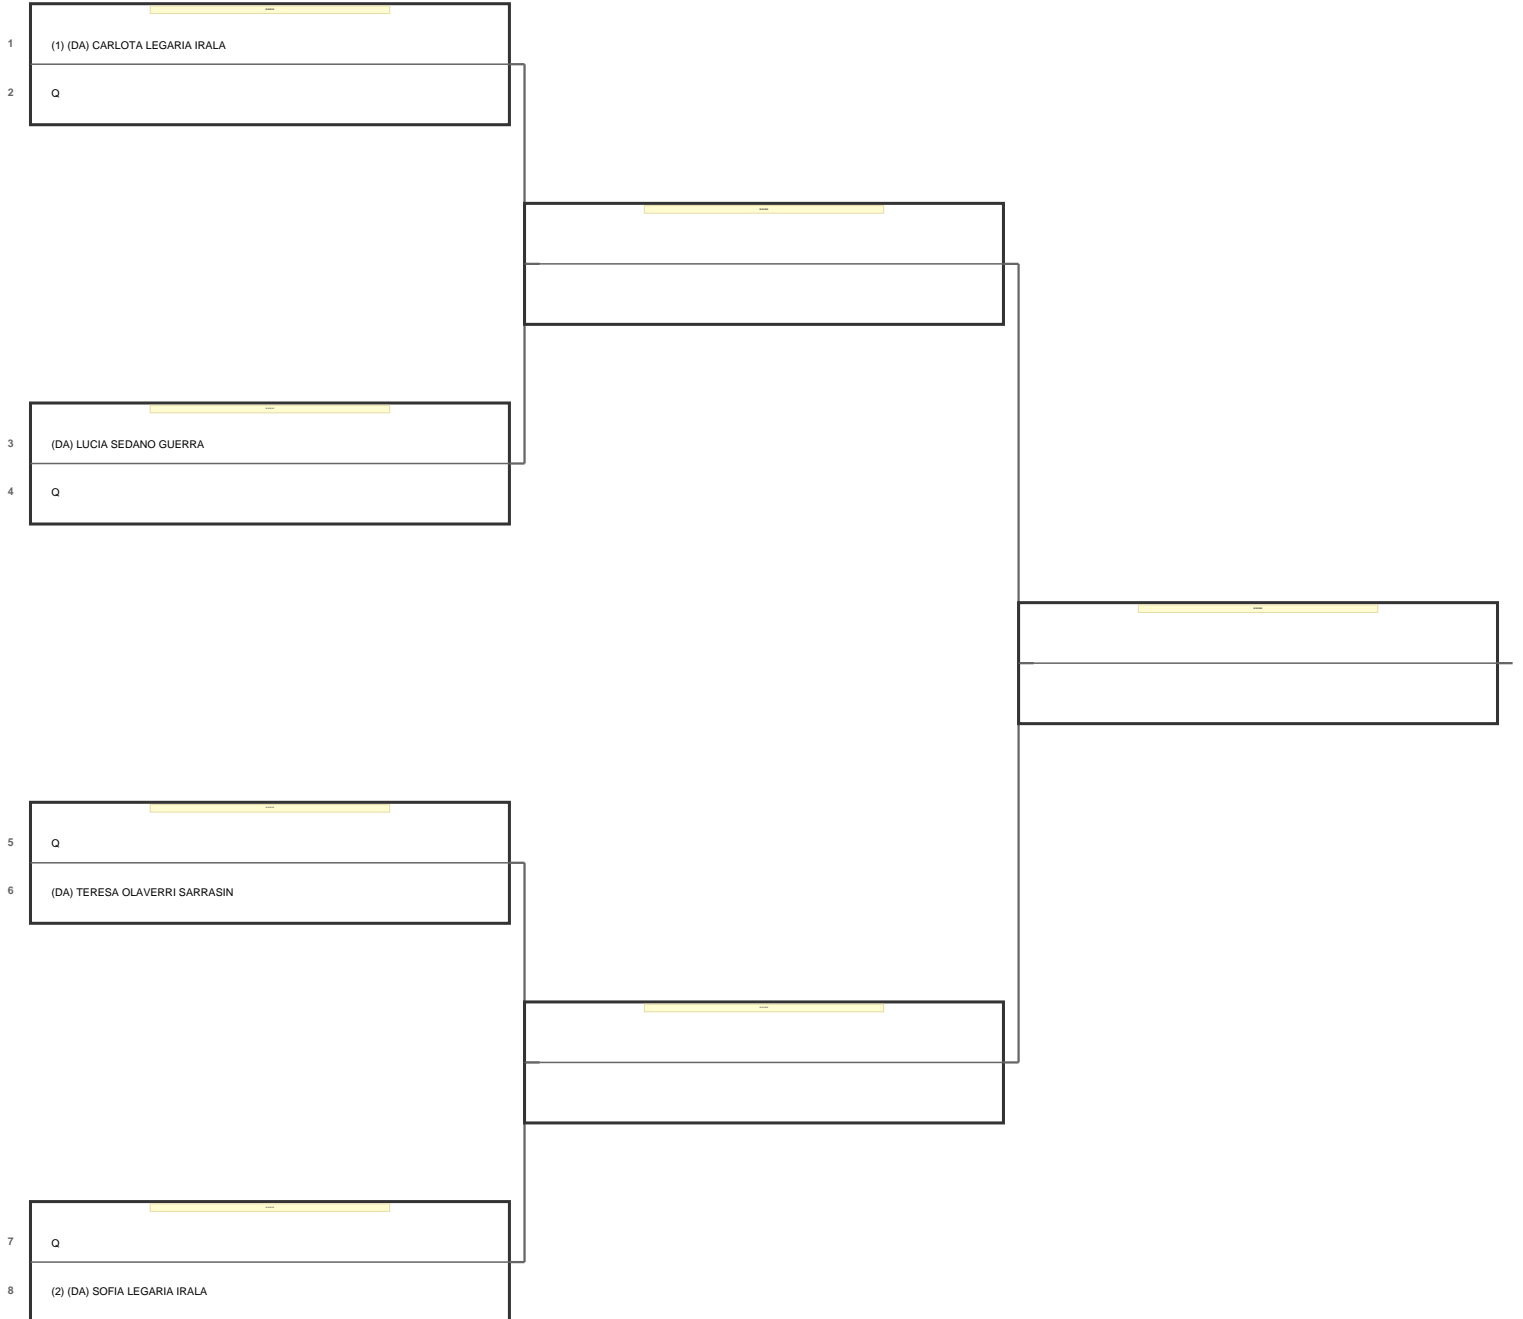 1 (1) (DA) CARLOTA LEGARIA IRALA
2 Q
3 (DA) LUCIA SEDANO GUERRA
4 Q
5 Q
6 (DA) TERESA OLAVERRI SARRASIN
7 Q
8 (2) (DA) SOFIA LEGARIA IRALA